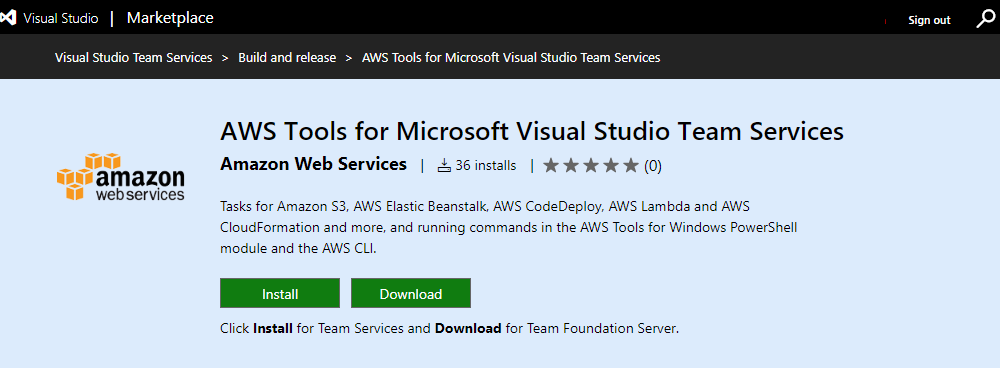 Visual Studio | Marketplace Sign out
Visual Studio Team Services > Build and release > AWS Tools for Microsoft Visual Studio Team Services
AWS Tools for Microsoft Visual Studio Team Services
Amazon Web Services | 36 installs | (0)
amazon
web services
Tasks for Amazon S3, AWS Elastic Beanstalk, AWS CodeDeploy, AWS Lambda and AWS
CloudFormation and more, and running commands in the AWS Tools for Windows PowerShell
module and the AWS CLI.
Install Download
Click Install for Team Services and Download for Team Foundation Server.